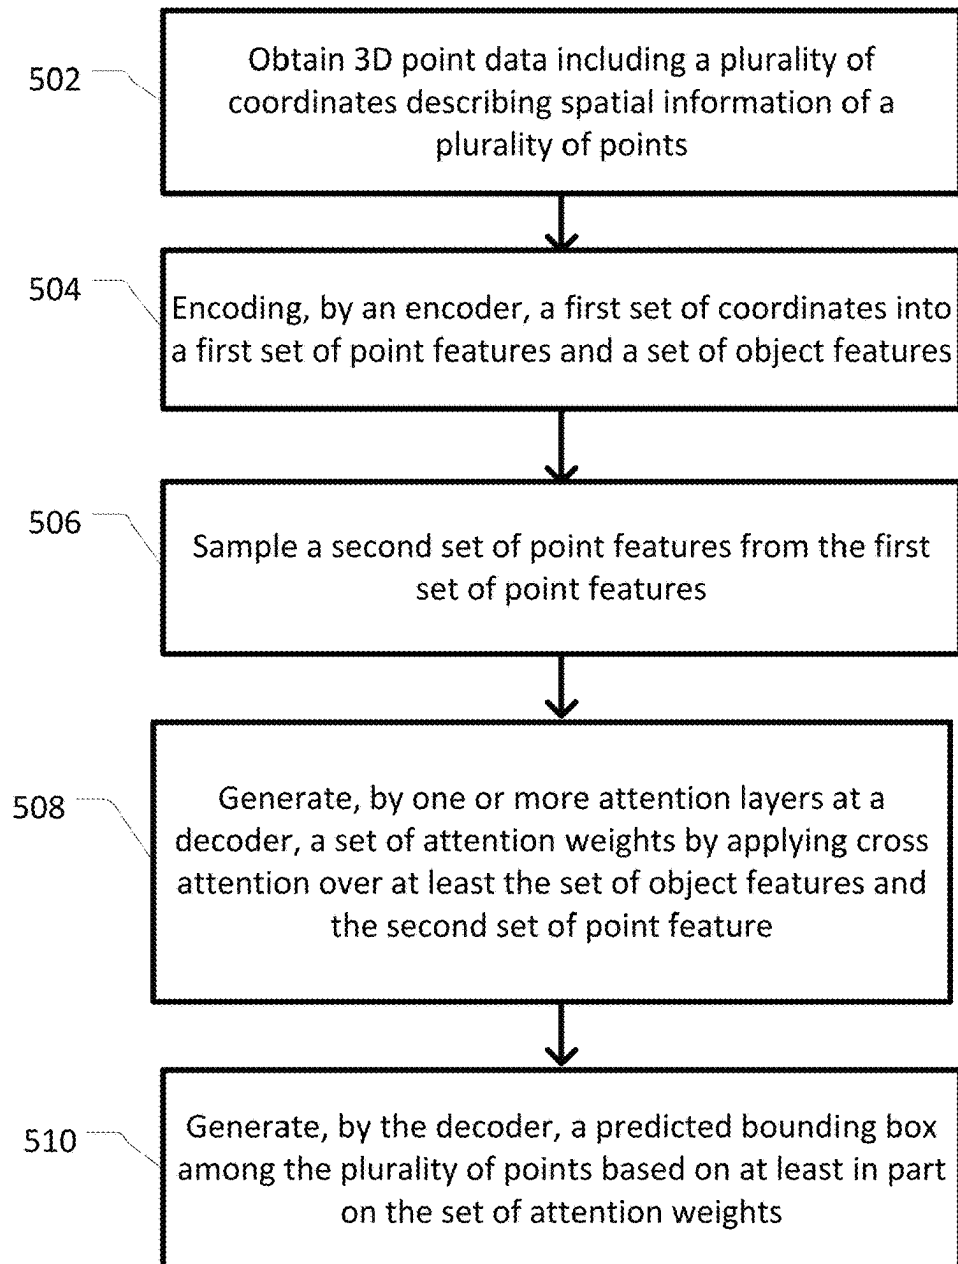 502
Obtain 3D point data including a plurality of
coordinates describing spatial information of a
plurality of points
504
Encoding, by an encoder, a first set of coordinates into
a first set of point features and a set of object features
506
Sample a second set of point features from the first
set of point features
508
Generate, by one or more attention layers at a
decoder, a set of attention weights by applying cross
attention over at least the set of object features and
the second set of point feature
510
Generate, by the decoder, a predicted bounding box
among the plurality of points based on at least in part
on the set of attention weights